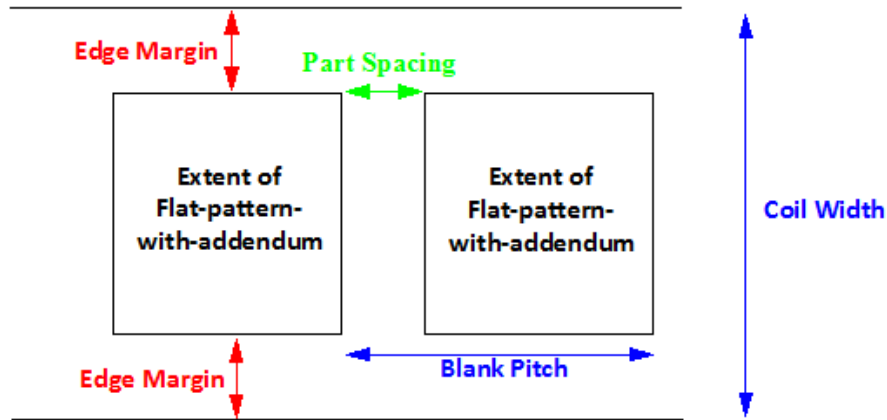 Edge Margin
Part Spacing
Extent of
Flat-pattern-
with-addendum
Extent of
Flat-pattern-
with-addendum
Coil Width
Blank Pitch
Edge Margin